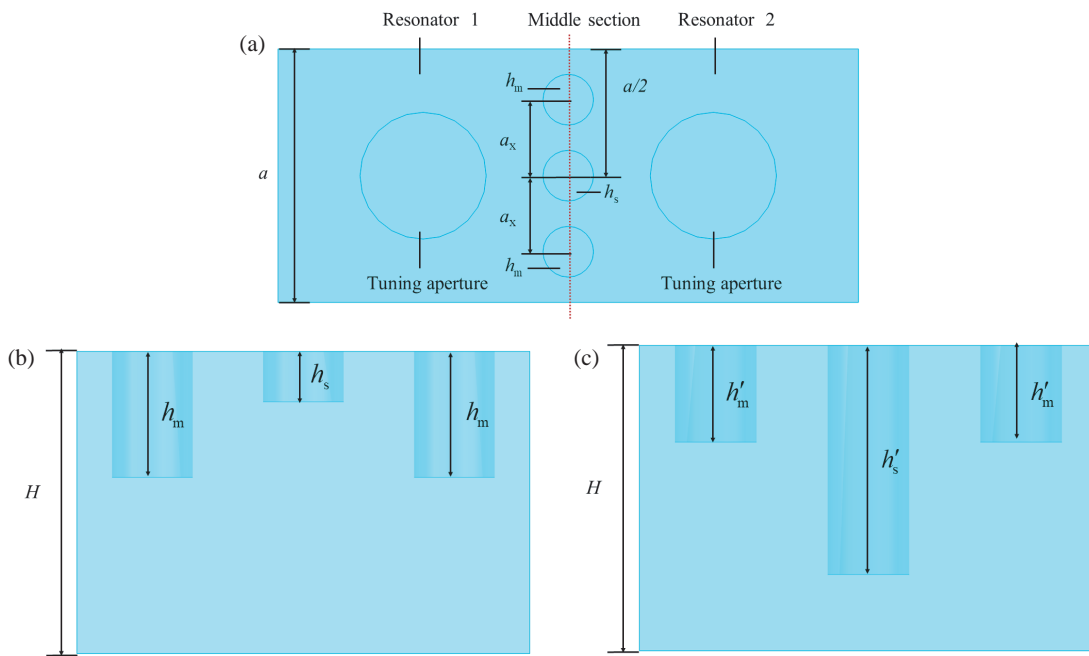 Resonator 1 Middle section Resonator 2
(a)
hm
a/2
ax
a
hs
ax
hm
Tuning aperture Tuning aperture
(b)
hs
hm hm
H
(c)
h′m h′m
h′s
H